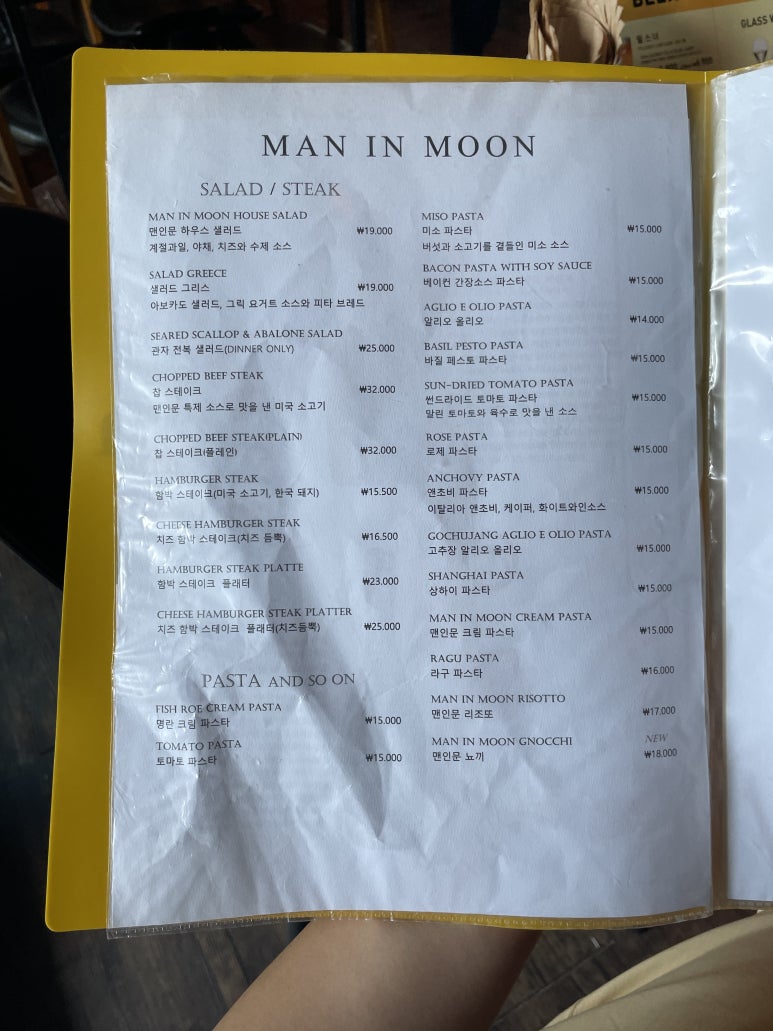 BEER
GLASS W
필스너
MAN IN MOON
SALAD / STEAK
MAN IN MOON HOUSE SALAD
맨인문 하우스 샐러드 ₩19.000
계절과일, 야채, 치즈와 수제 소스
SALAD GREECE
샐러드 그리스 ₩19.000
아보카도 샐러드, 그릭 요거트 소스와 피타 브레드
SEARED SCALLOP & ABALONE SALAD
관자 전복 샐러드(DINNER ONLY) ₩25.000
CHOPPED BEEF STEAK
찹 스테이크 ₩32.000
맨인문 특제 소스로 맛을 낸 미국 소고기
CHOPPED BEEF STEAK(PLAIN)
찹 스테이크(플레인) ₩32.000
HAMBURGER STEAK
함박 스테이크(미국 소고기, 한국 돼지) ₩15.500
CHEESE HAMBURGER STEAK
치즈 함박 스테이크(치즈 듬뿍) ₩16.500
HAMBURGER STEAK PLATTE
함박 스테이크 플래터 ₩23.000
CHEESE HAMBURGER STEAK PLATTER
치즈 함박 스테이크 플래터(치즈듬뿍) ₩25.000
PASTA AND SO ON
FISH ROE CREAM PASTA
명란 크림 파스타 ₩15.000
TOMATO PASTA
토마토 파스타 ₩15.000
MISO PASTA
미소 파스타 ₩15.000
버섯과 소고기를 곁들인 미소 소스
BACON PASTA WITH SOY SAUCE
베이컨 간장소스 파스타 ₩15.000
AGLIO E OLIO PASTA
알리오 올리오 ₩14.000
BASIL PESTO PASTA
바질 페스토 파스타 ₩15.000
SUN-DRIED TOMATO PASTA
썬드라이드 토마토 파스타 ₩15.000
말린 토마토와 육수로 맛을 낸 소스
ROSE PASTA
로제 파스타 ₩15.000
ANCHOVY PASTA
앤초비 파스타 ₩15.000
이탈리아 앤초비, 케이퍼, 화이트와인소스
GOCHUJANG AGLIO E OLIO PASTA
고추장 알리오 올리오 ₩15.000
SHANGHAI PASTA
상하이 파스타 ₩15.000
MAN IN MOON CREAM PASTA
맨인문 크림 파스타 ₩15.000
RAGU PASTA
라구 파스타 ₩16.000
MAN IN MOON RISOTTO
맨인문 리조또 ₩17.000
MAN IN MOON GNOCCHI NEW
맨인문 뇨끼 ₩18.000